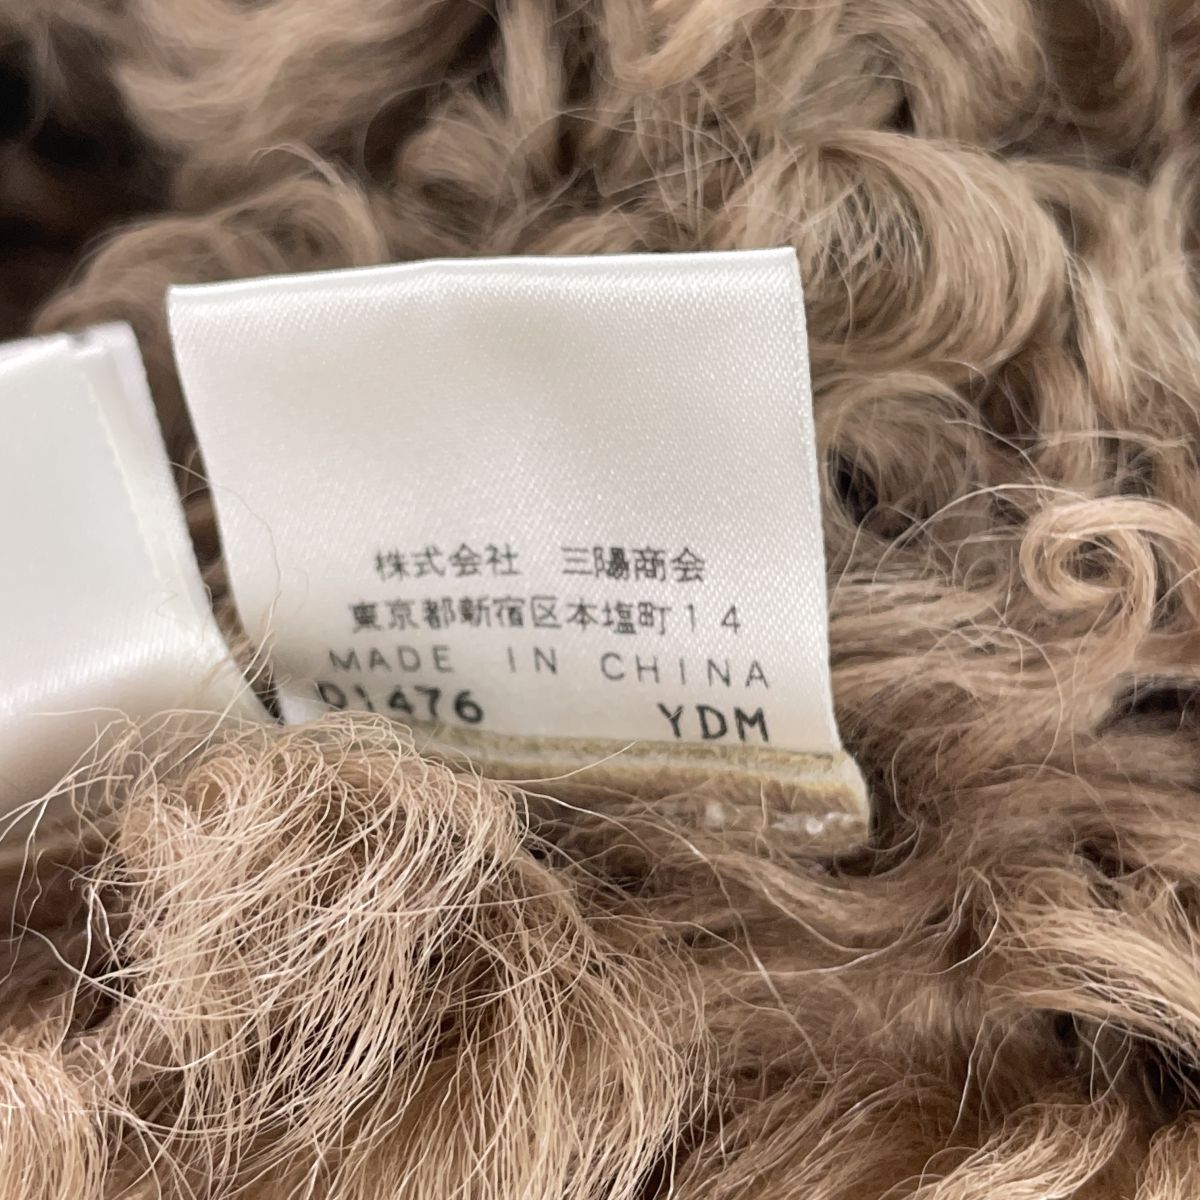 株式会社　三陽商会
東京都新宿区本塩町14
MADE IN CHINA
D1476 YDM